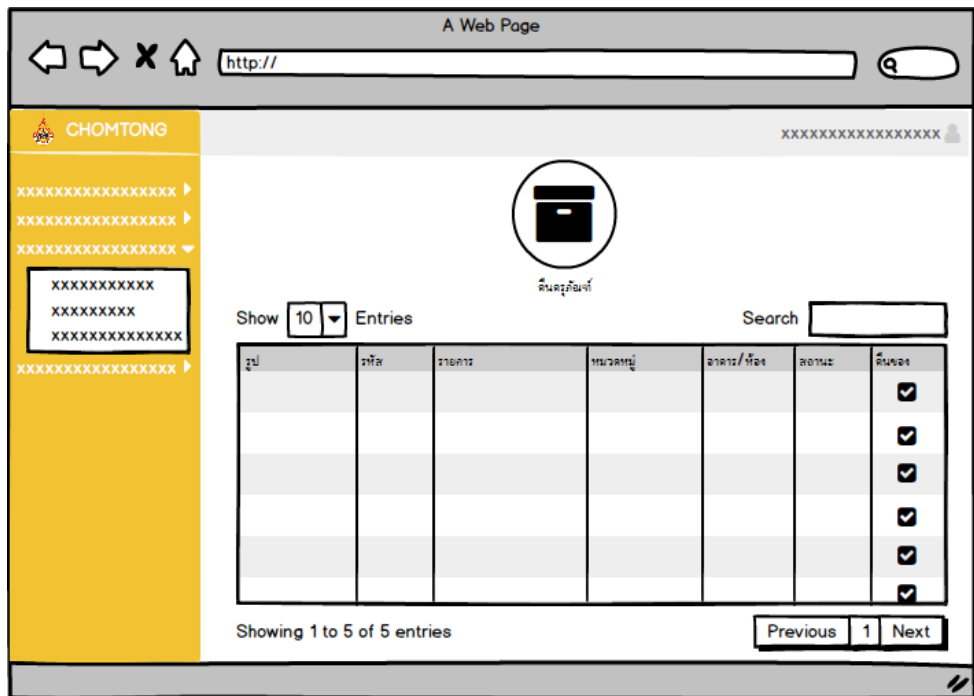 A Web Page
http://
CHOMTONG
xxxxxxxxxxxxxxxxx
xxxxxxxxxxxxxxxxx
xxxxxxxxxxxxxxxxx
xxxxxxxxxxxxxxxxx
xxxxxxxxxxx
xxxxxxxxx
xxxxxxxxxxxxxx
xxxxxxxxxxxxxxxxx
คืนครุภัณฑ์
Show 10 Entries Search
รูป รหัส รายการ หมวดหมู่ อาคาร/ห้อง สถานะ คืนของ
Showing 1 to 5 of 5 entries Previous 1 Next